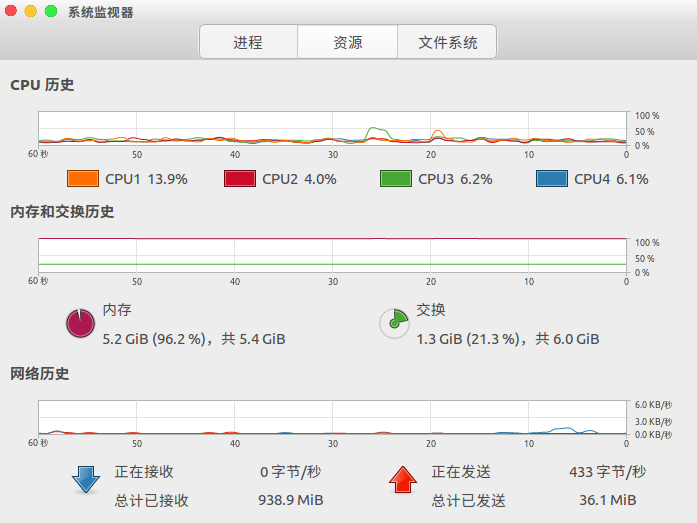 系统监视器
进程 资源 文件系统
CPU 历史
100 %
50 %
0 %
60 秒 50 40 30 20 10 0
CPU1 13.9% CPU2 4.0% CPU3 6.2% CPU4 6.1%
内存和交换历史
100 %
50 %
0 %
60 秒 50 40 30 20 10 0
内存 交换
5.2 GiB (96.2 %)，共 5.4 GiB 1.3 GiB (21.3 %)，共 6.0 GiB
网络历史
6.0 KB/秒
3.0 KB/秒
0.0 KB/秒
60 秒 50 40 30 20 10 0
正在接收 0 字节/秒 正在发送 433 字节/秒
总计已接收 938.9 MiB 总计已发送 36.1 MiB